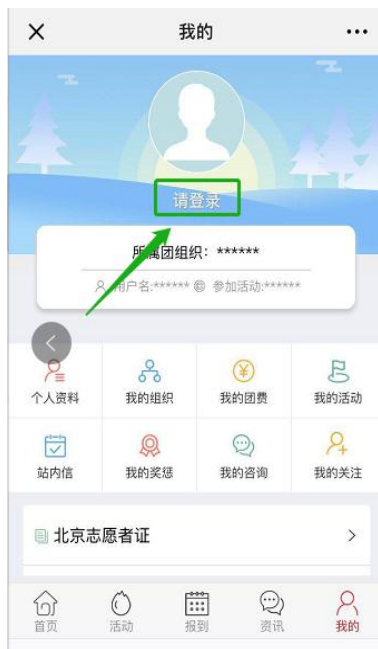 我的
请登录
所属团组织：******
用户名:****** 参加活动:******
个人资料 我的组织 我的团费 我的活动
站内信 我的奖惩 我的咨询 我的关注
北京志愿者证
首页 活动 报到 资讯 我的